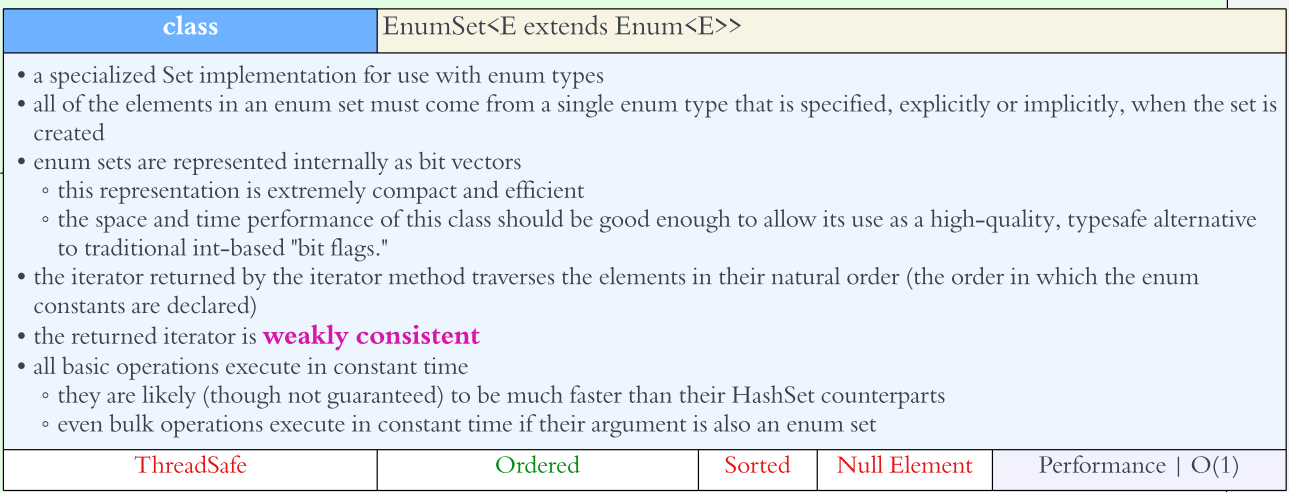 class
EnumSet<E extends Enum<E>>
• a specialized Set implementation for use with enum types
• all of the elements in an enum set must come from a single enum type that is specified, explicitly or implicitly, when the set is
created
• enum sets are represented internally as bit vectors
◦ this representation is extremely compact and efficient
◦ the space and time performance of this class should be good enough to allow its use as a high-quality, typesafe alternative
to traditional int-based "bit flags."
• the iterator returned by the iterator method traverses the elements in their natural order (the order in which the enum
constants are declared)
• the returned iterator is weakly consistent
• all basic operations execute in constant time
◦ they are likely (though not guaranteed) to be much faster than their HashSet counterparts
◦ even bulk operations execute in constant time if their argument is also an enum set
ThreadSafe
Ordered
Sorted
Null Element
Performance | O(1)